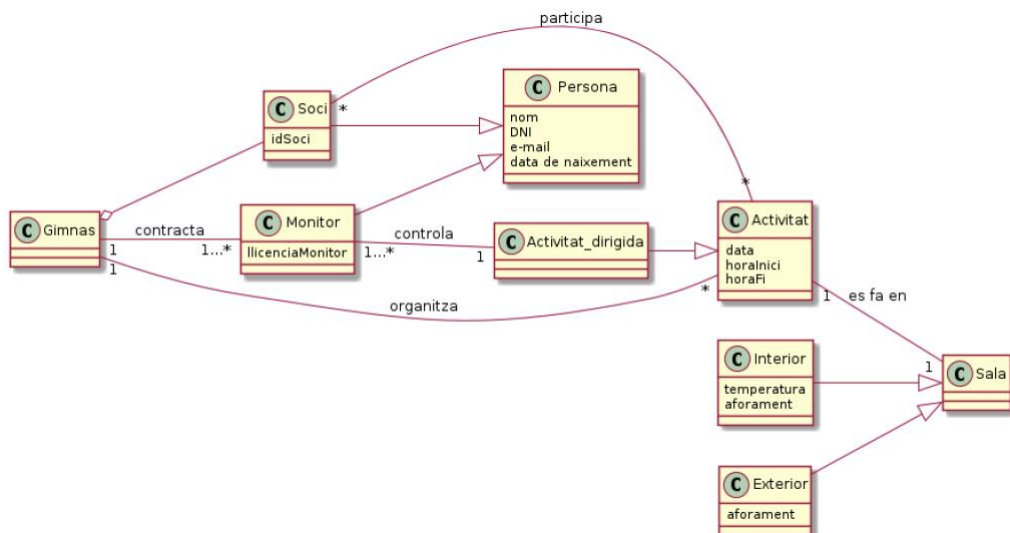 participa
C Persona
nom
DNI
e-mail
data de naixement
C Soci
idSoci
*
*
C Gimnas
contracta
1
1...*
C Monitor
llicenciaMonitor
controla
1...*
1
C Activitat_dirigida
C Activitat
data
horaInici
horaFi
1
organitza
*
1
es fa en
1
C Interior
temperatura
aforament
C Sala
C Exterior
aforament